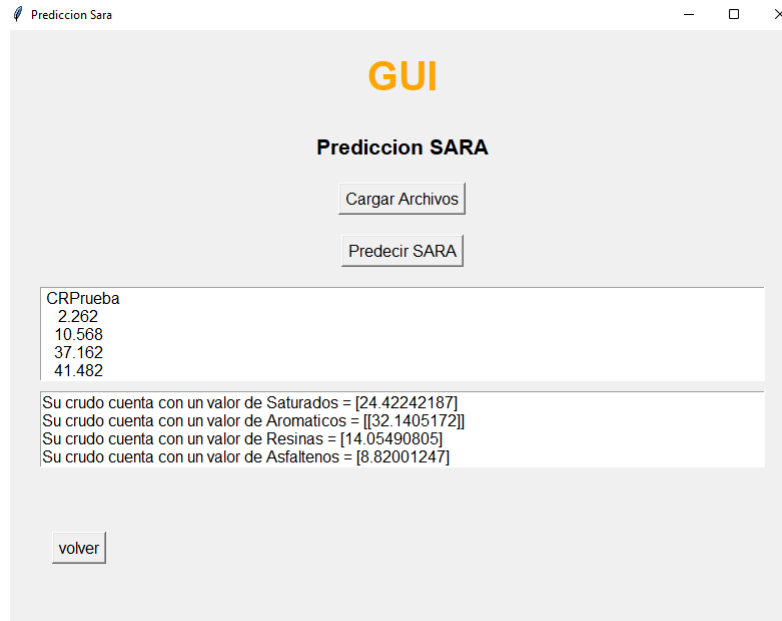 Prediccion Sara
GUI
Prediccion SARA
Cargar Archivos
Predecir SARA
CRPrueba
2.262
10.568
37.162
41.482
Su crudo cuenta con un valor de Saturados = [24.42242187]
Su crudo cuenta con un valor de Aromaticos = [[32.1405172]]
Su crudo cuenta con un valor de Resinas = [14.05490805]
Su crudo cuenta con un valor de Asfaltenos = [8.82001247]
volver